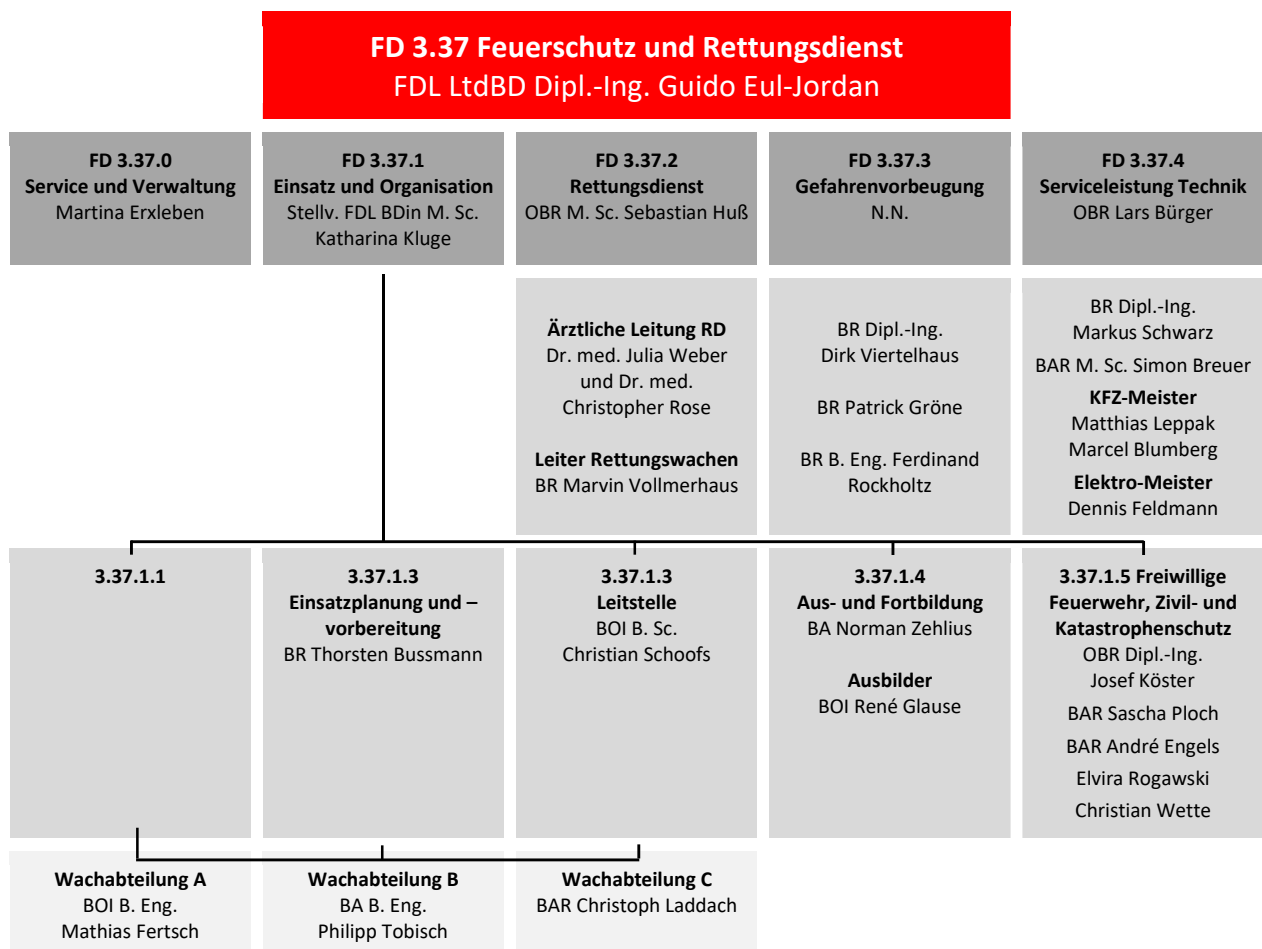 FD 3.37 Feuerschutz und Rettungsdienst
FDL LtdBD Dipl.-Ing. Guido Eul-Jordan
FD 3.37.0
Service und Verwaltung
Martina Erxleben
FD 3.37.1
Einsatz und Organisation
Stellv. FDL BDin M. Sc.
Katharina Kluge
FD 3.37.2
Rettungsdienst
OBR M. Sc. Sebastian Huß
FD 3.37.3
Gefahrenvorbeugung
N.N.
FD 3.37.4
Serviceleistung Technik
OBR Lars Bürger
Ärztliche Leitung RD
Dr. med. Julia Weber
und Dr. med.
Christopher Rose
Leiter Rettungswachen
BR Marvin Vollmerhaus
BR Dipl.-Ing.
Dirk Viertelhaus
BR Patrick Gröne
BR B. Eng. Ferdinand
Rockholtz
BR Dipl.-Ing.
Markus Schwarz
BAR M. Sc. Simon Breuer
KFZ-Meister
Matthias Leppak
Marcel Blumberg
Elektro-Meister
Dennis Feldmann
3.37.1.1
3.37.1.3
Einsatzplanung und –
vorbereitung
BR Thorsten Bussmann
3.37.1.3
Leitstelle
BOI B. Sc.
Christian Schoofs
3.37.1.4
Aus- und Fortbildung
BA Norman Zehlius
Ausbilder
BOI René Glause
3.37.1.5 Freiwillige
Feuerwehr, Zivil- und
Katastrophenschutz
OBR Dipl.-Ing.
Josef Köster
BAR Sascha Ploch
BAR André Engels
Elvira Rogawski
Christian Wette
Wachabteilung A
BOI B. Eng.
Mathias Fertsch
Wachabteilung B
BA B. Eng.
Philipp Tobisch
Wachabteilung C
BAR Christoph Laddach